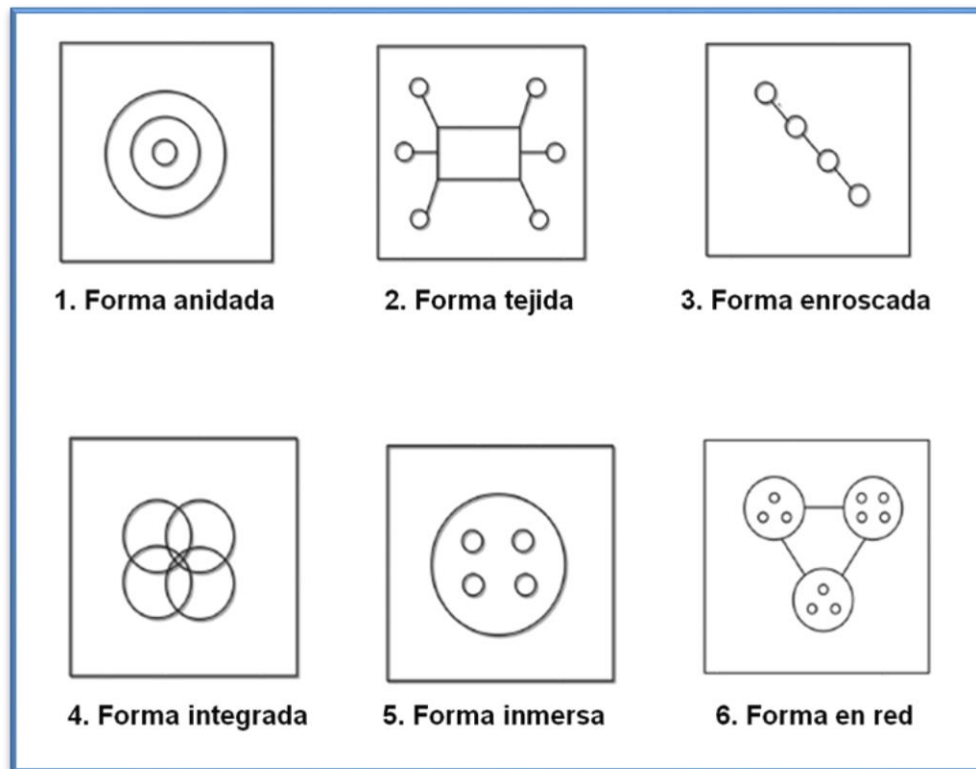 1. Forma anidada
2. Forma tejida
3. Forma enroscada
4. Forma integrada
5. Forma inmersa
6. Forma en red